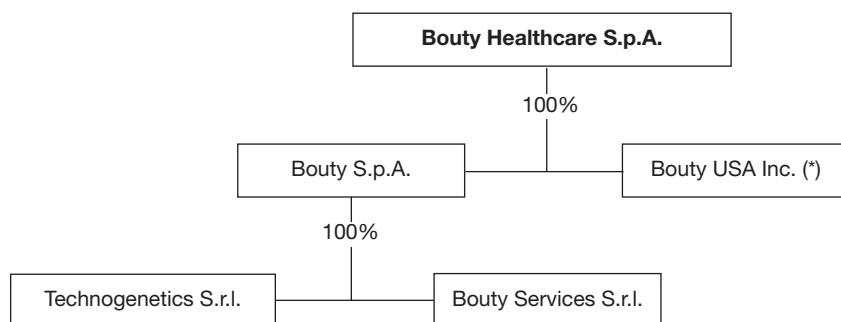 Bouty Healthcare S.p.A.
100%
Bouty S.p.A.
Bouty USA Inc. (*)
100%
Technogenetics S.r.l.
Bouty Services S.r.l.